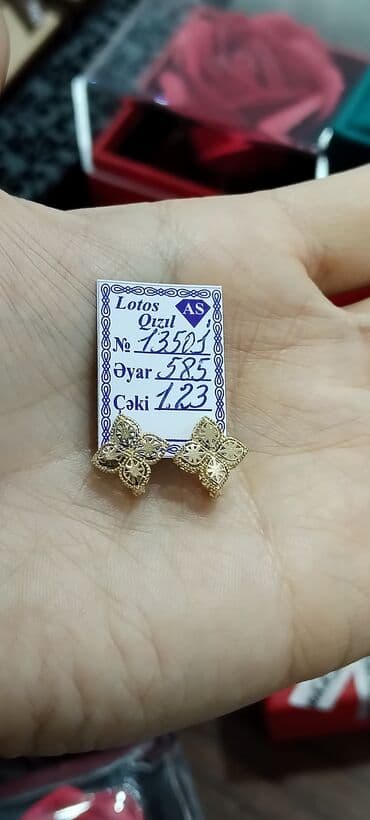 Lotos
AS
Qızıl
№ 13501
Əyar 585
Çəki 1.23